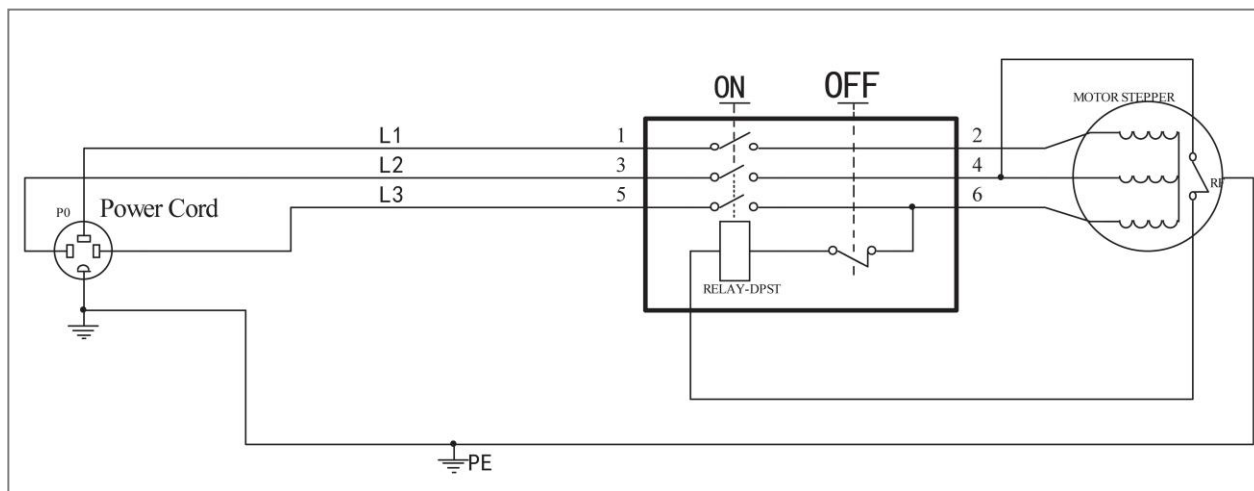 ON OFF
MOTOR STEPPER
L1 1 2
L2 3 4
L3 5 6
P0 Power Cord
RF
RELAY-DPST
PE